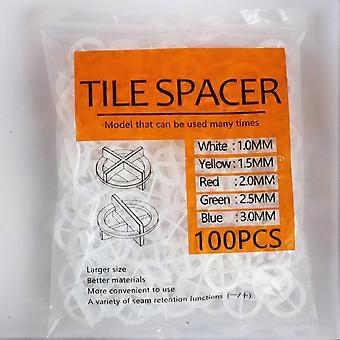 TILE SPACER
Model that can be used many times
White : 1.0MM
Yellow : 1.5MM
Red : 2.0MM
Green : 2.5MM
Blue : 3.0MM
100PCS
Larger size
Better materials
More convenient to use
A variety of seam retention functions (一/十)